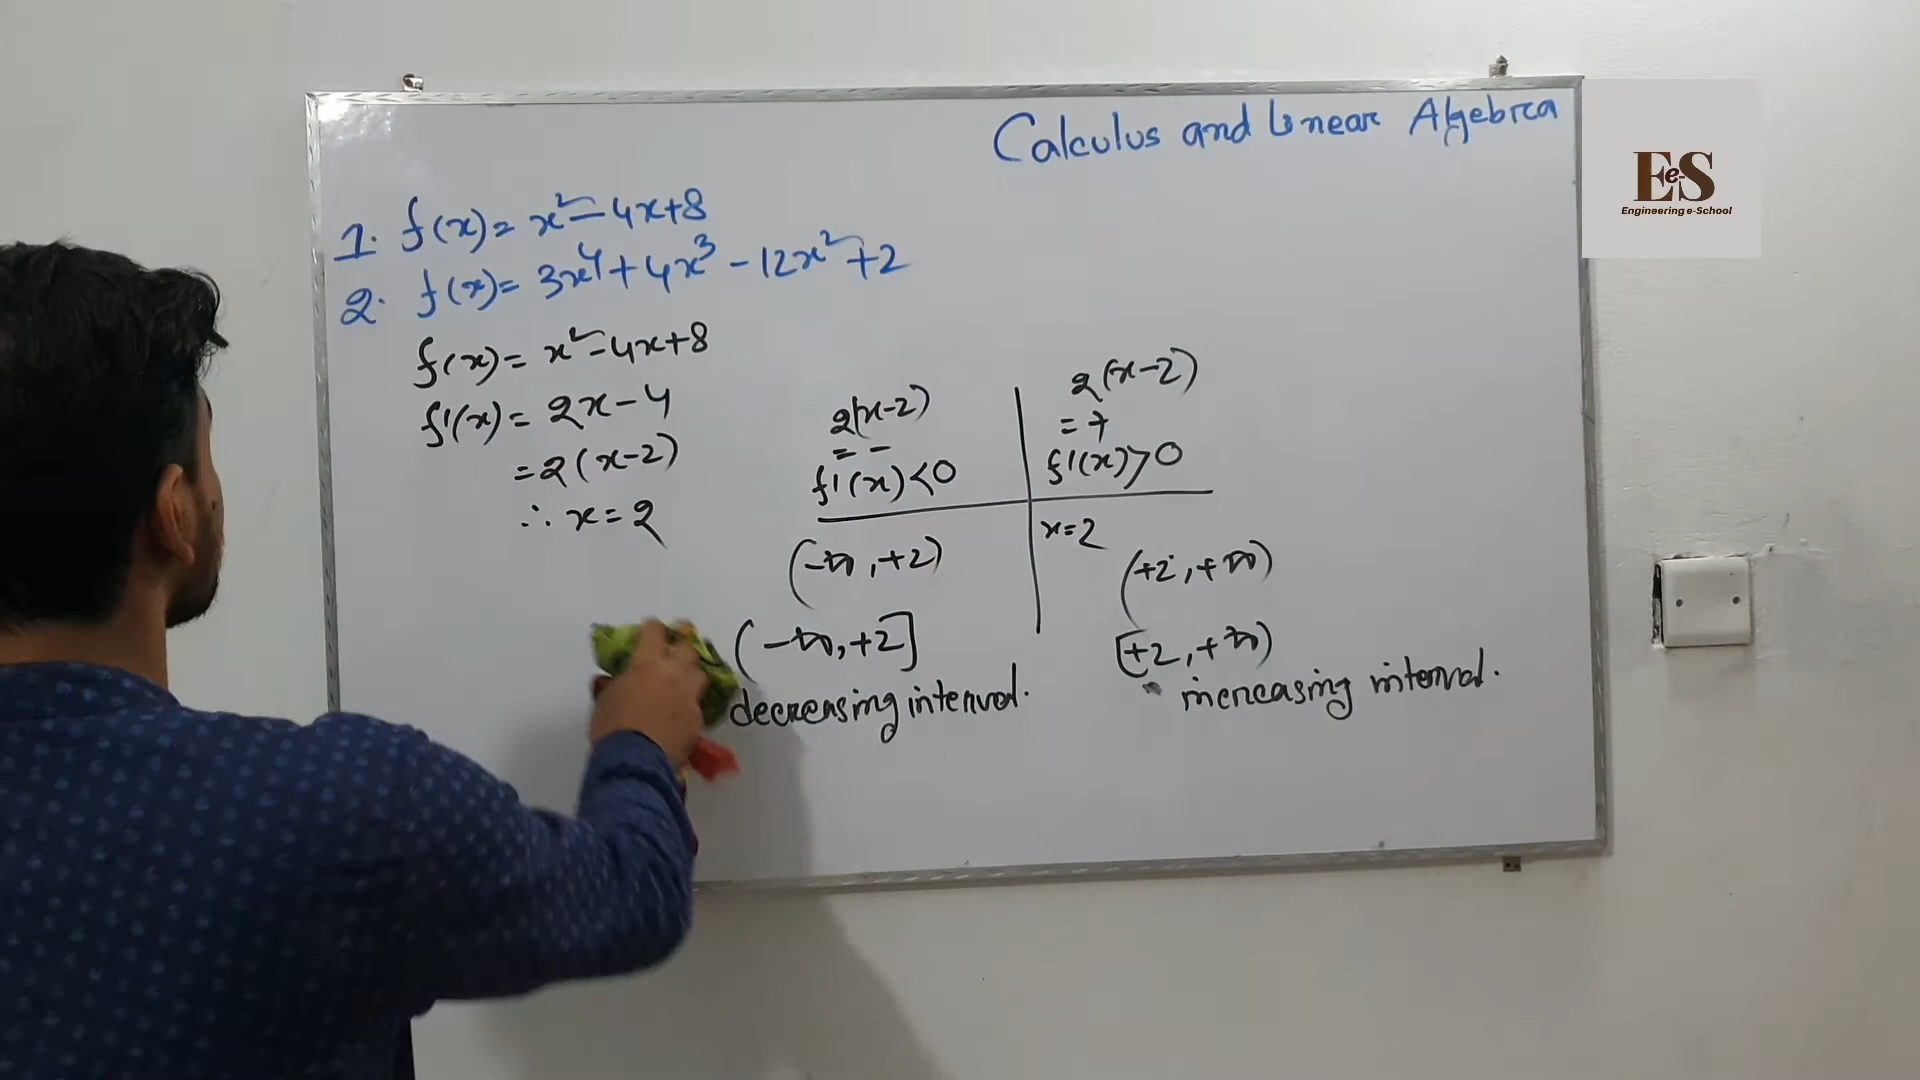 Calculus and Linear Algebra
EeS
Engineering e-School
1. f(x) = x² - 4x + 8
2. f(x) = 3x⁴ + 4x³ - 12x² + 2
f(x) = x² - 4x + 8
f'(x) = 2x - 4
= 2(x-2)
∴ x = 2
2(x-2)
= -
f'(x) < 0
2(x-2)
= +
f'(x) > 0
x = 2
(-∞, +2)
(+2, +∞)
(-∞, +2]
decreasing interval.
[+2, +∞)
increasing interval.